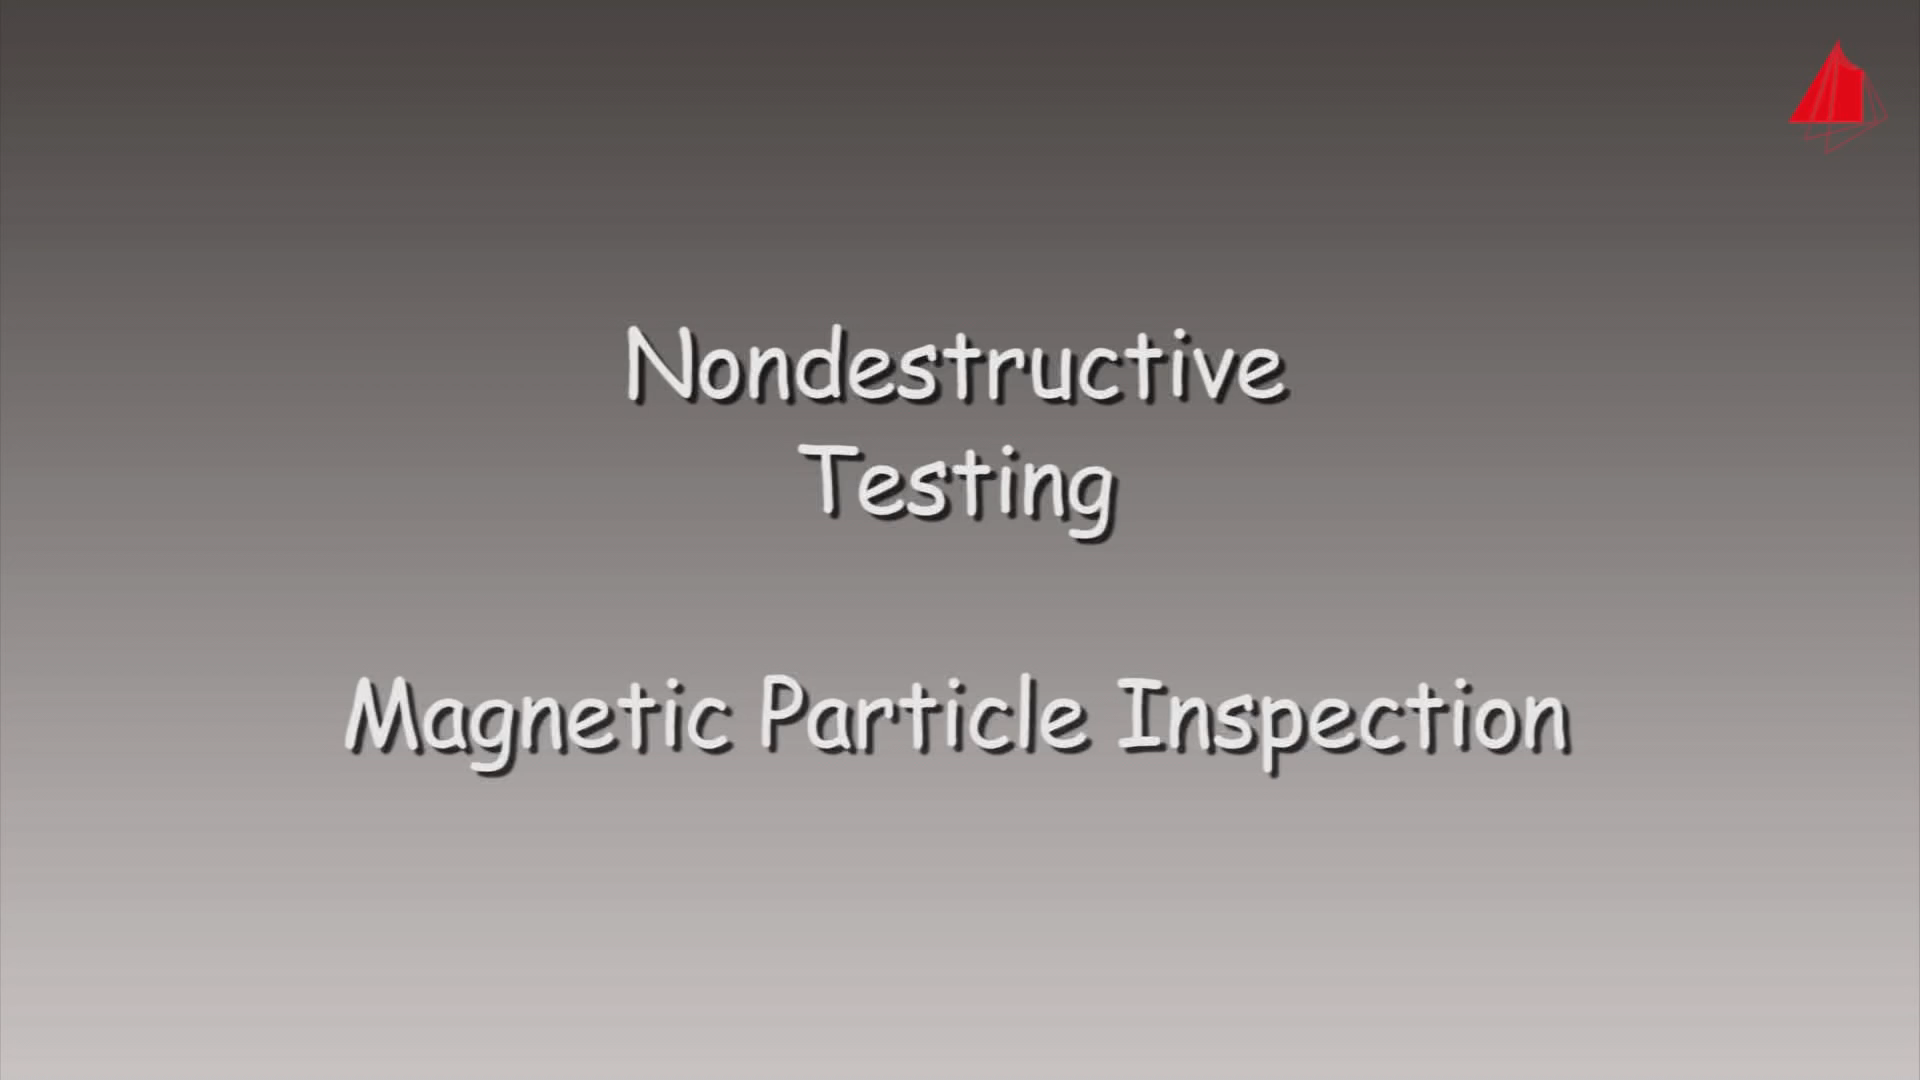 Nondestructive
Testing
Magnetic Particle Inspection